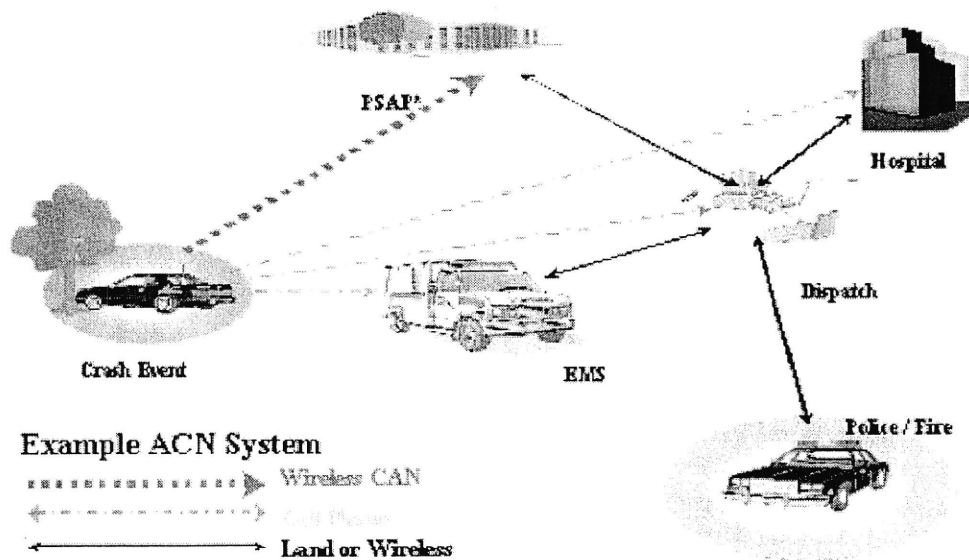 PSAP*
Hospital
Dispatch
Crash Event
EMS
Police / Fire
Example ACN System
Wireless CAN
Land or Wireless